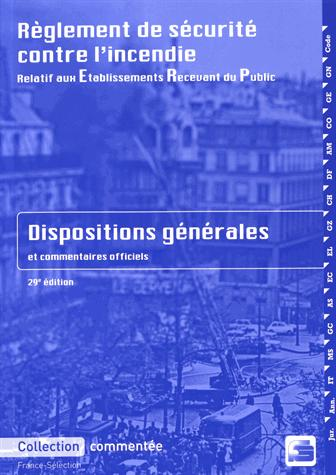 Règlement de sécurité
contre l'incendie
Relatif aux Etablissements Recevant du Public
Dispositions générales
et commentaires officiels
29e édition
Code
GN
GE
CO
AM
DF
CH
GZ
EL
EC
AS
GC
MS
IT
Ann.
Jur.
Collection commentée
France-Sélection